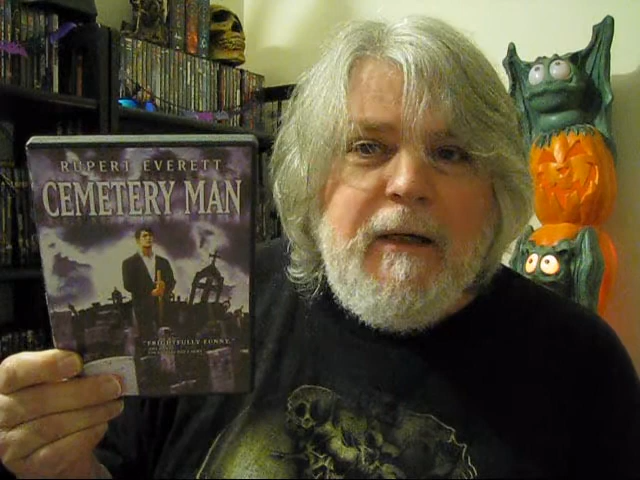 RUPERT EVERETT
CEMETERY MAN
"FRIGHTFULLY FUNNY."